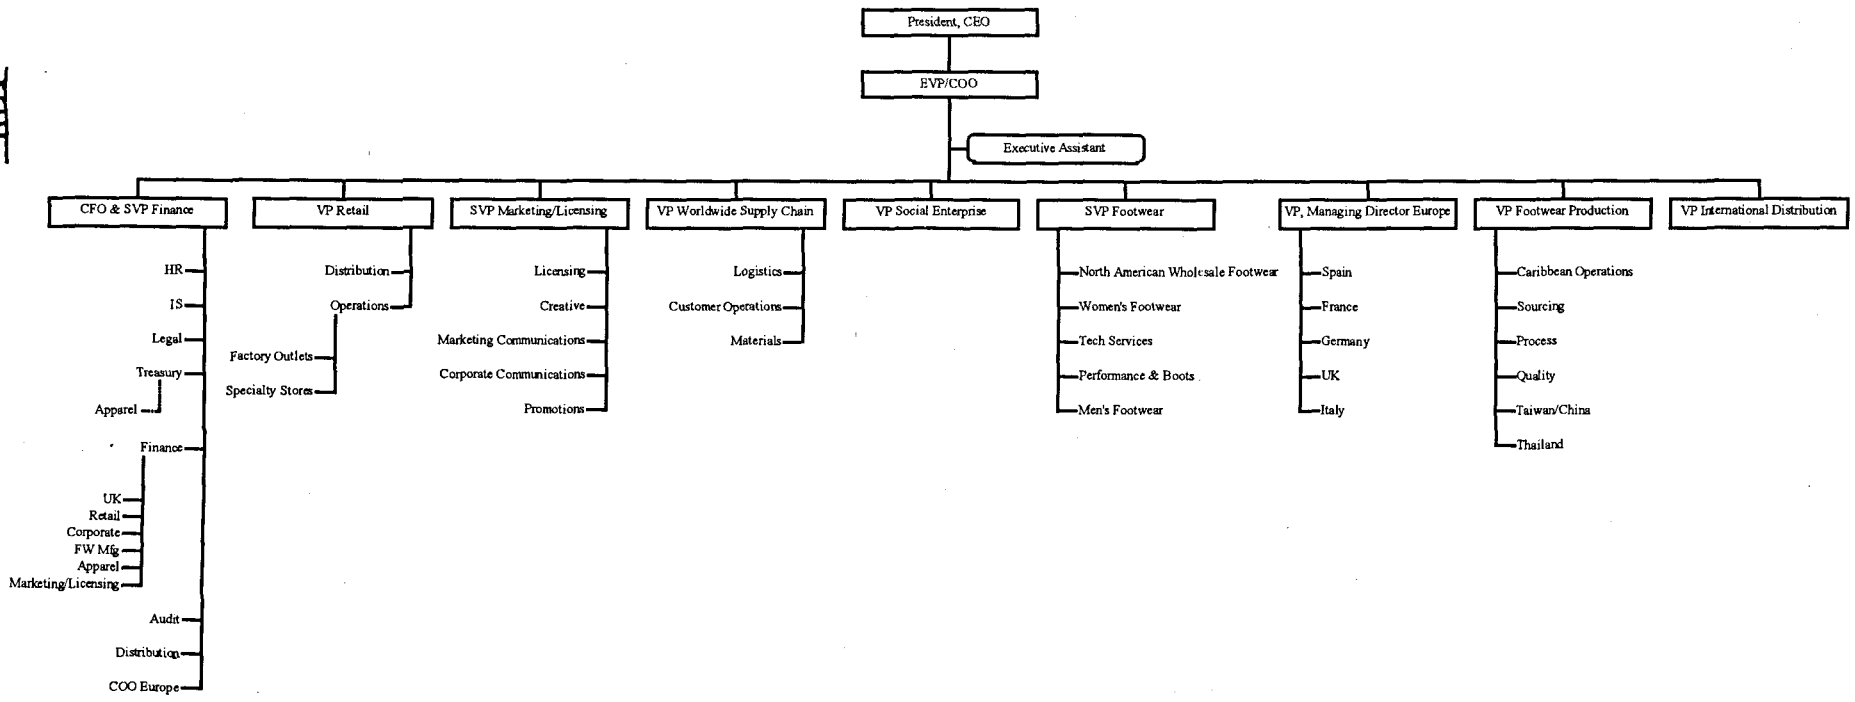 President, CEO
EVP/COO
Executive Assistant
CFO & SVP Finance
VP Retail
SVP Marketing/Licensing
VP Worldwide Supply Chain
VP Social Enterprise
SVP Footwear
VP, Managing Director Europe
VP Footwear Production
VP International Distribution
HR
IS
Legal
Treasury
Apparel
Finance
UK
Retail
Corporate
FW Mfg
Apparel
Marketing/Licensing
Audit
Distribution
COO Europe
Distribution
Operations
Factory Outlets
Specialty Stores
Licensing
Creative
Marketing Communications
Corporate Communications
Promotions
Logistics
Customer Operations
Materials
North American Wholesale Footwear
Women's Footwear
Tech Services
Performance & Boots
Men's Footwear
Spain
France
Germany
UK
Italy
Caribbean Operations
Sourcing
Process
Quality
Taiwan/China
Thailand